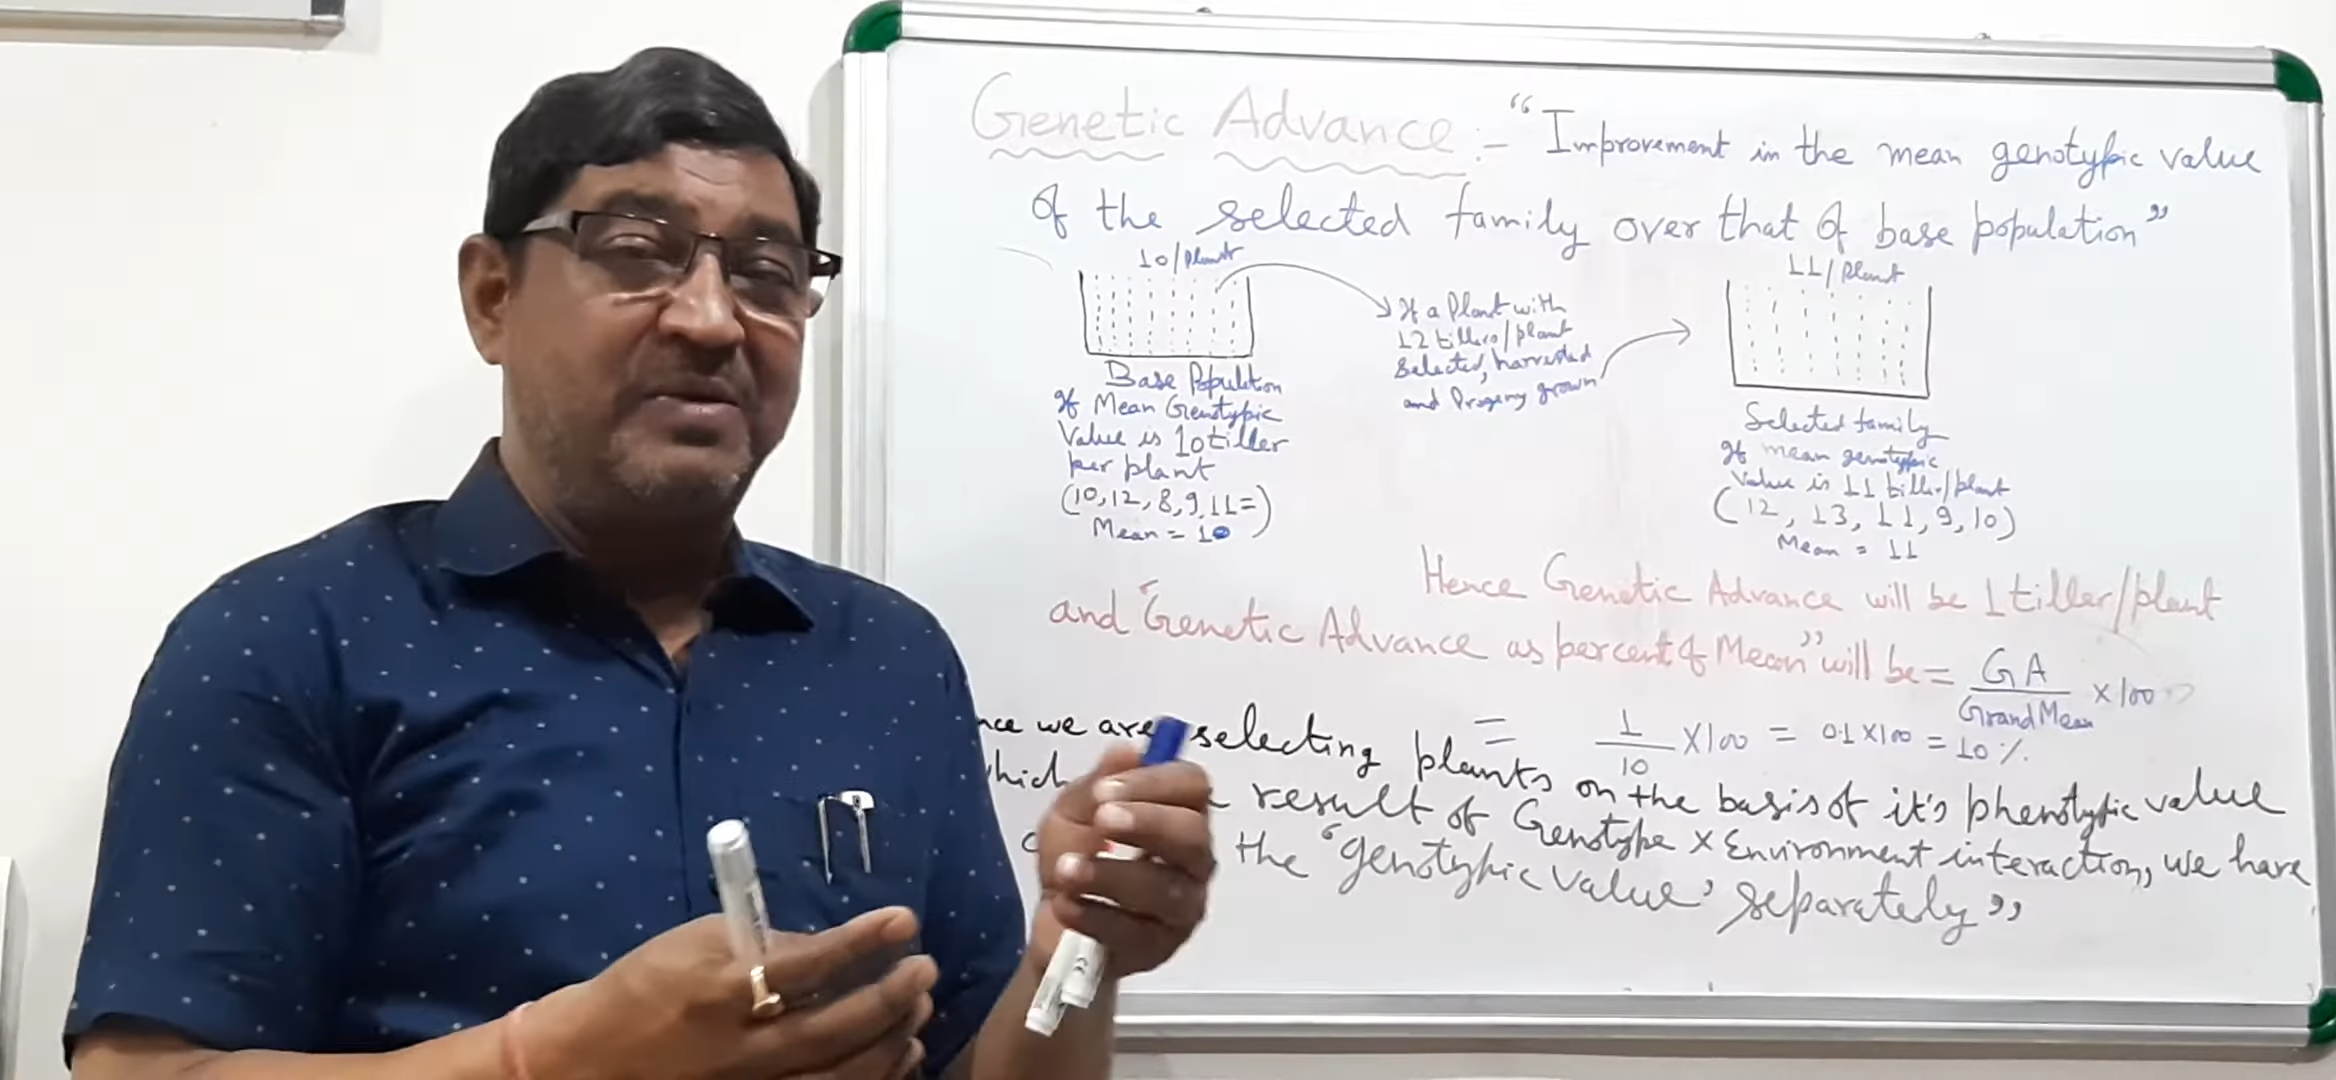 Genetic Advance :- "Improvement in the mean genotypic value
of the selected family over that of base population"
10/plant
Base Population
If Mean Genotypic
Value is 10 tiller
per plant
(10, 12, 8, 9, 11=)
Mean = 10
If a Plant with
12 tillers/plant
Selected, harvested
and Progeny grown
11/plant
Selected family
If mean genotypic
Value is 11 tiller/plant
(12, 13, 11, 9, 10)
Mean = 11
Hence Genetic Advance will be 1 tiller/plant
and "Genetic Advance as percent of Mean" will be = GA / Grand Mean × 100
= 1 / 10 × 100 = 0.1 × 100 = 10 %.
we are selecting plants on the basis of it's phenotypic value
result of Genotype × Environment interaction, we have
the 'genotypic value' separately"